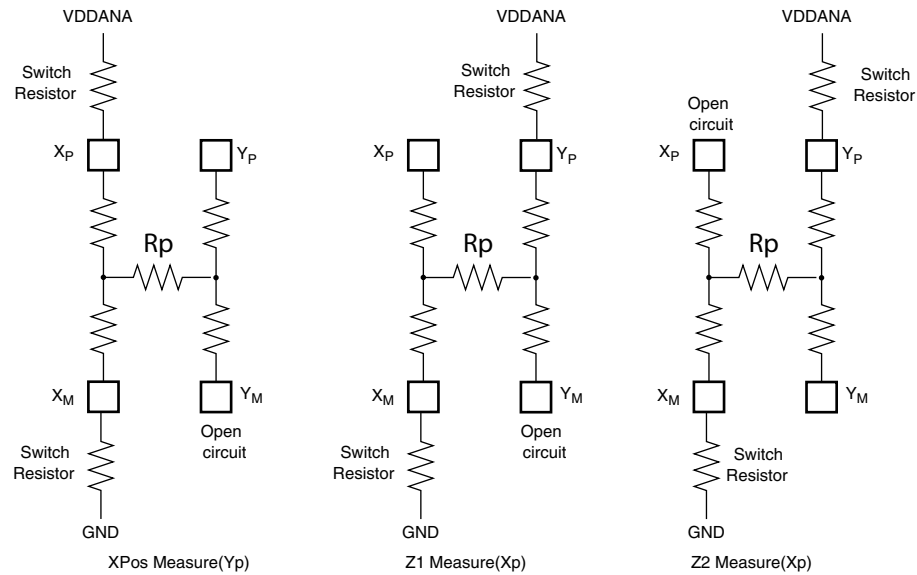 VDDANA
VDDANA
VDDANA
Switch
Resistor
Switch
Resistor
Switch
Resistor
Open
circuit
XP
YP
XP
YP
XP
YP
Rp
Rp
Rp
XM
YM
XM
YM
XM
YM
Open
circuit
Open
circuit
Switch
Resistor
Switch
Resistor
Switch
Resistor
GND
GND
GND
XPos Measure(Yp)
Z1 Measure(Xp)
Z2 Measure(Xp)